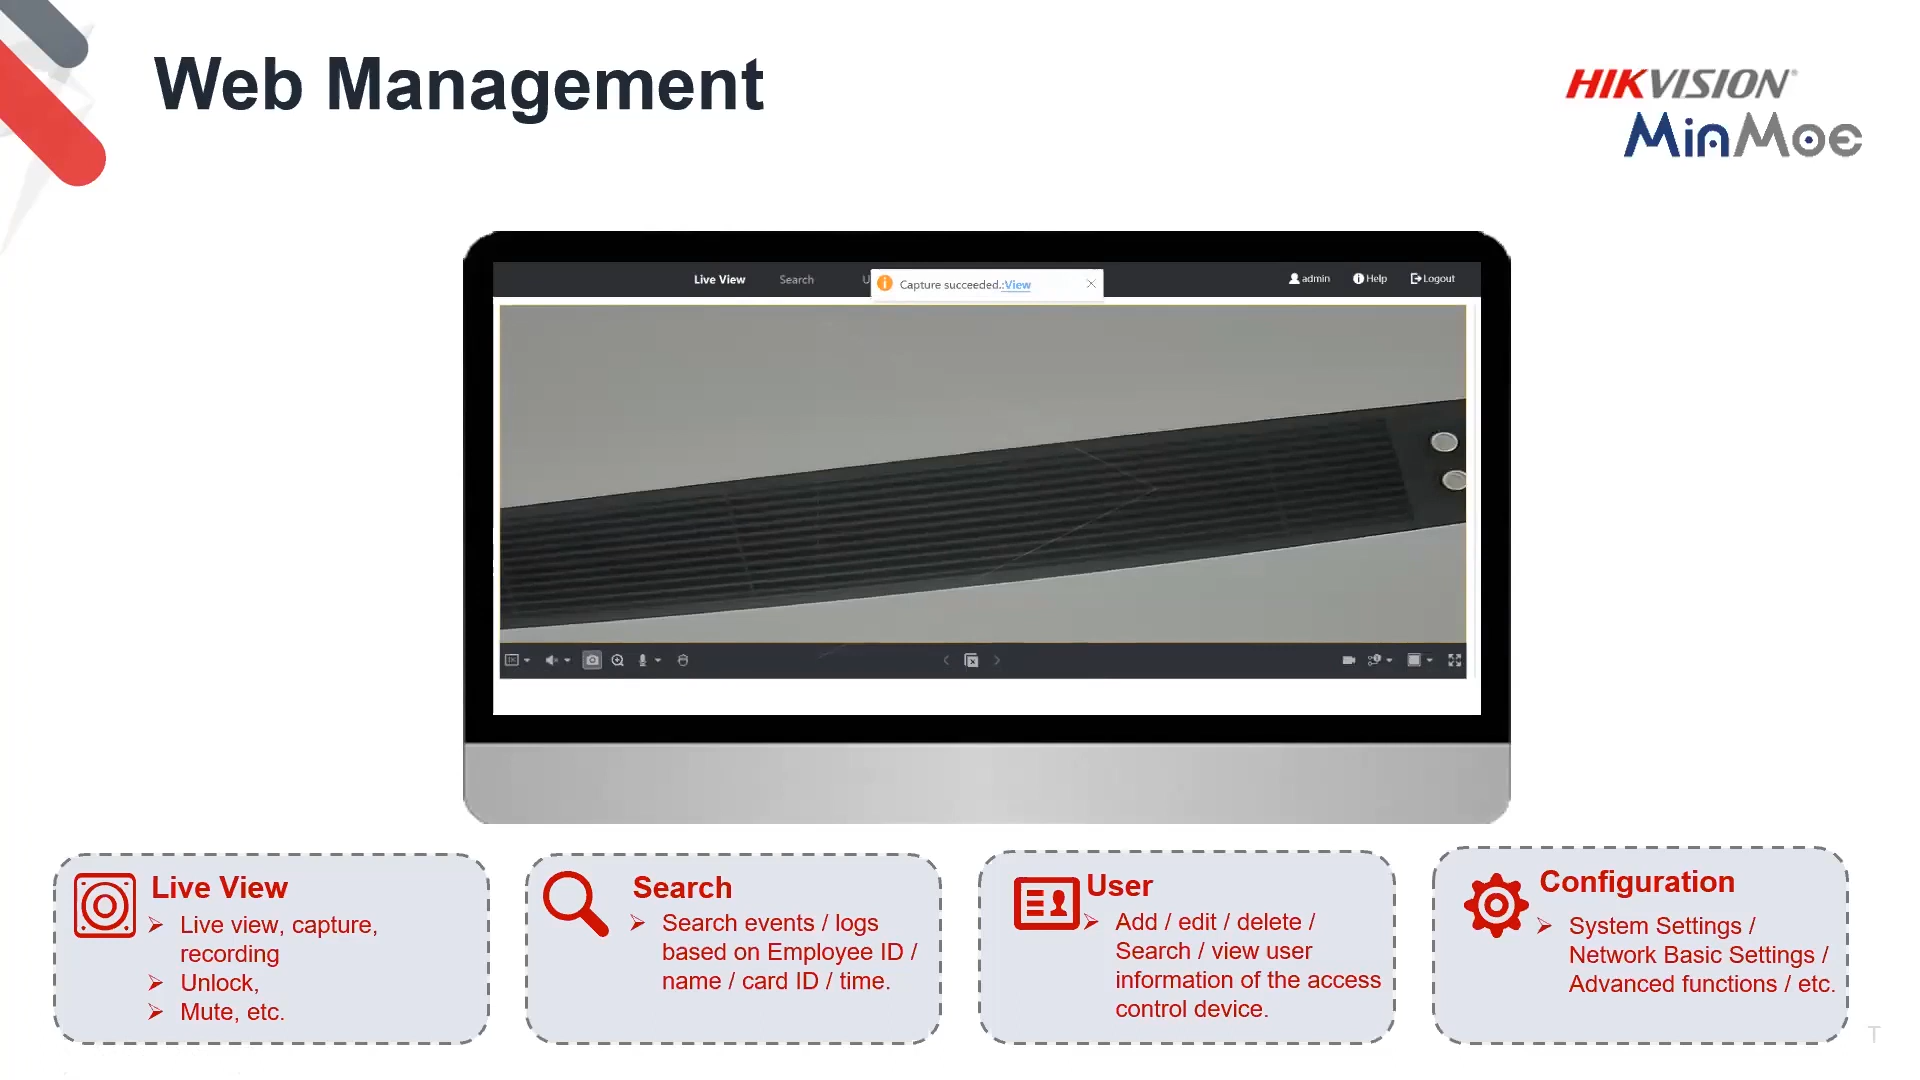 Web Management
HIKVISION
MinMoe
Live View
Search
U
Capture succeeded.:View
admin
Help
Logout
Live View
Live view, capture,
recording
Unlock,
Mute, etc.
Search
Search events / logs
based on Employee ID /
name / card ID / time.
User
Add / edit / delete /
Search / view user
information of the access
control device.
Configuration
System Settings /
Network Basic Settings /
Advanced functions / etc.
T